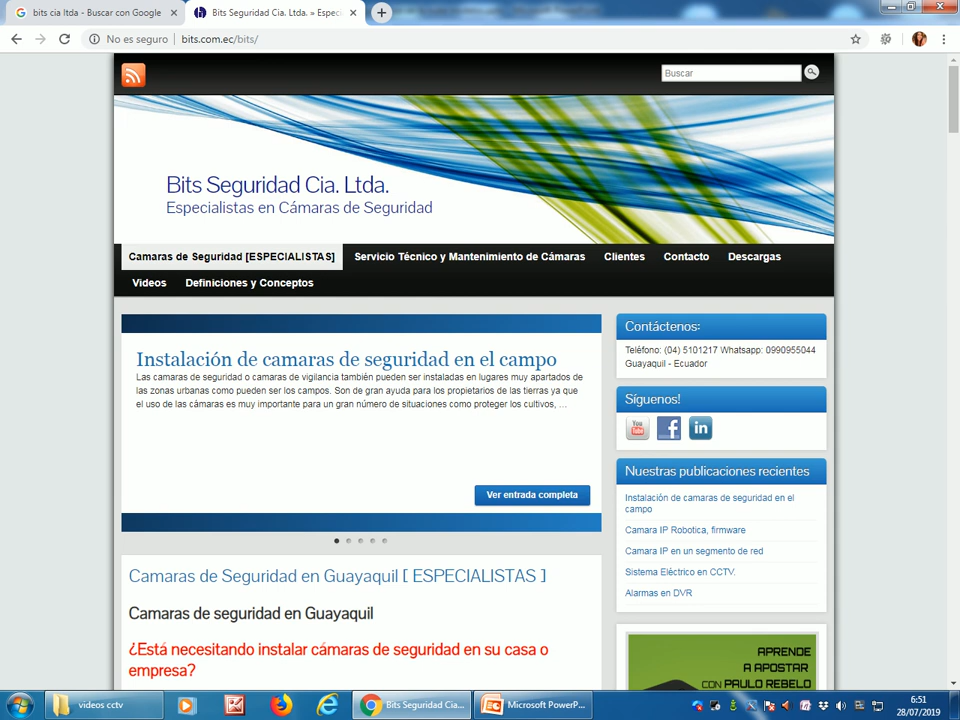 bits cia ltda - Buscar con Google
Bits Seguridad Cia. Ltda. » Espec
No es seguro
bits.com.ec/bits/
Buscar
Bits Seguridad Cia. Ltda.
Especialistas en Cámaras de Seguridad
Camaras de Seguridad [ESPECIALISTAS]
Servicio Técnico y Mantenimiento de Cámaras
Clientes
Contacto
Descargas
Videos
Definiciones y Conceptos
Instalación de camaras de seguridad en el campo
Las camaras de seguridad o camaras de vigilancia también pueden ser instaladas en lugares muy apartados de
las zonas urbanas como pueden ser los campos. Son de gran ayuda para los propietarios de las tierras ya que
el uso de las cámaras es muy importante para un gran número de situaciones como proteger los cultivos, ...
Ver entrada completa
Camaras de Seguridad en Guayaquil [ ESPECIALISTAS ]
Camaras de seguridad en Guayaquil
¿Está necesitando instalar cámaras de seguridad en su casa o
empresa?
Contáctenos:
Teléfono: (04) 5101217 Whatsapp: 0990955044
Guayaquil - Ecuador
Síguenos!
You
Tube
f
in
Nuestras publicaciones recientes
Instalación de camaras de seguridad en el
campo
Camara IP Robotica, firmware
Camara IP en un segmento de red
Sistema Eléctrico en CCTV.
Alarmas en DVR
APRENDE
A APOSTAR
CON PAULO REBELO
videos cctv
Bits Seguridad Cia...
Microsoft PowerP...
6:51
28/07/2019